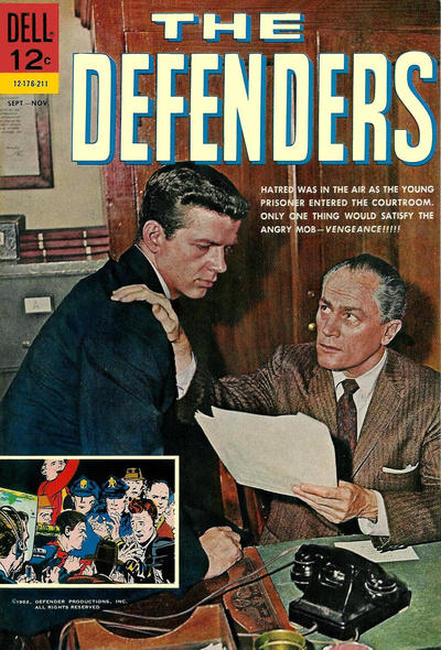 DELL
12¢
12-176-211
SEPT.—NOV.
THE
DEFENDERS
HATRED WAS IN THE AIR AS THE YOUNG
PRISONER ENTERED THE COURTROOM.
ONLY ONE THING WOULD SATISFY THE
ANGRY MOB—VENGEANCE!!!!!
A
©1962, DEFENDER PRODUCTIONS, INC.
ALL RIGHTS RESERVED